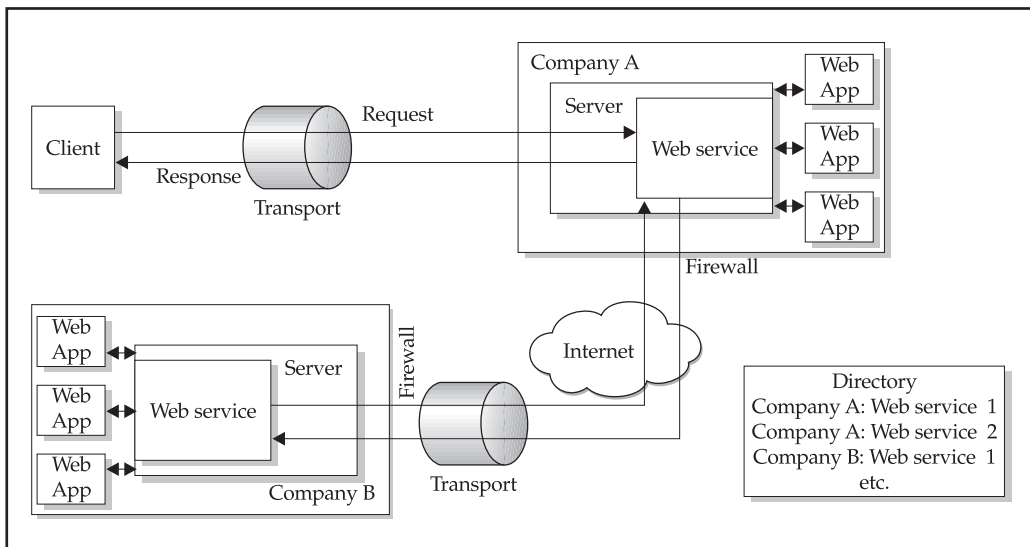 Company A
Web
App
Server
Request
Client
Web service
Web
App
Response
Transport
Web
App
Firewall
Web
App
Firewall
Internet
Server
Directory
Web
App
Web service
Company A: Web service 1
Company A: Web service 2
Company B: Web service 1
etc.
Web
App
Company B
Transport